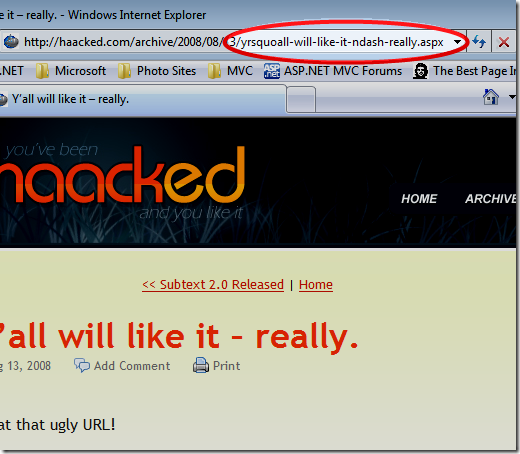 e it – really. - Windows Internet Explorer
http://haacked.com/archive/2008/08/13/yrsquoall-will-like-it-ndash-really.aspx
.NET Microsoft Photo Sites MVC ASP.NET MVC Forums The Best Page In
Y'all will like it – really.
you've been
haacked
and you like it
HOME ARCHIVE
<< Subtext 2.0 Released | Home
Y'all will like it – really.
g 13, 2008 Add Comment Print
at that ugly URL!